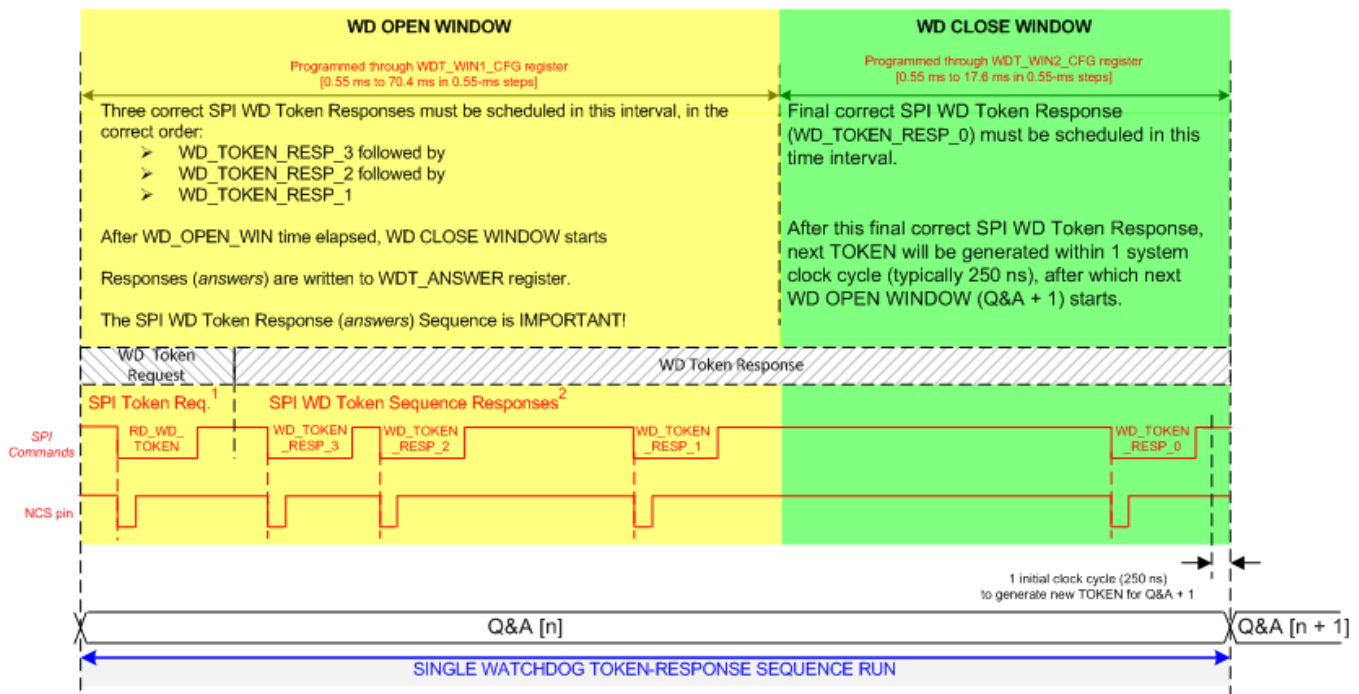 WD OPEN WINDOW
WD CLOSE WINDOW
Programmed through WDT_WIN1_CFG register
[0.55 ms to 70.4 ms in 0.55-ms steps]
Programmed through WDT_WIN2_CFG register
[0.55 ms to 17.6 ms in 0.55-ms steps]
Three correct SPI WD Token Responses must be scheduled in this interval, in the
correct order:
➢ WD_TOKEN_RESP_3 followed by
➢ WD_TOKEN_RESP_2 followed by
➢ WD_TOKEN_RESP_1
After WD_OPEN_WIN time elapsed, WD CLOSE WINDOW starts
Responses (answers) are written to WDT_ANSWER register.
The SPI WD Token Response (answers) Sequence is IMPORTANT!
Final correct SPI WD Token Response
(WD_TOKEN_RESP_0) must be scheduled in this
time interval.
After this final correct SPI WD Token Response,
next TOKEN will be generated within 1 system
clock cycle (typically 250 ns), after which next
WD OPEN WINDOW (Q&A + 1) starts.
WD Token
Request
WD Token Response
SPI Token Req.1
SPI WD Token Sequence Responses2
SPI
Commands
RD_WD_
TOKEN
WD_TOKEN
_RESP_3
WD_TOKEN
_RESP_2
WD_TOKEN
_RESP_1
WD_TOKEN
_RESP_0
NCS pin
1 initial clock cycle (250 ns)
to generate new TOKEN for Q&A + 1
Q&A [n]
Q&A [n + 1]
SINGLE WATCHDOG TOKEN-RESPONSE SEQUENCE RUN